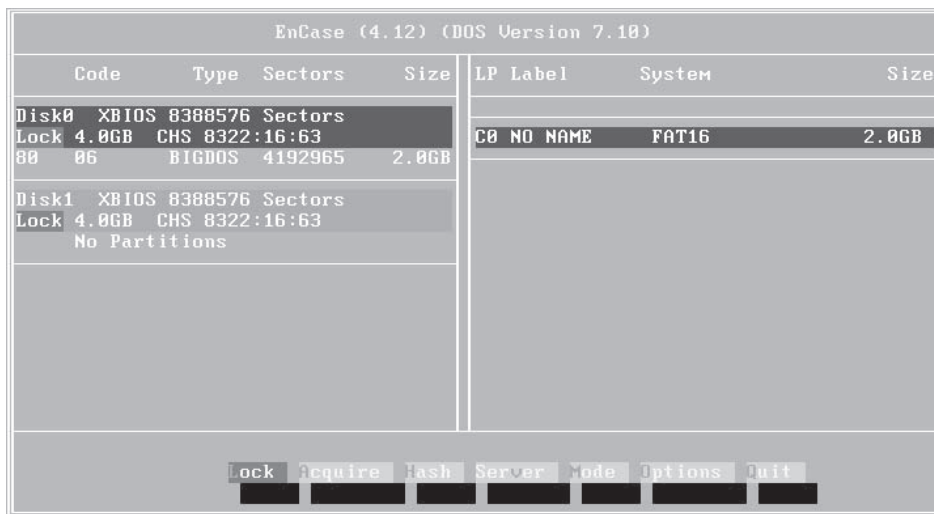 EnCase (4.12) (DOS Version 7.10)
Code Type Sectors Size
Disk0 XBIOS 8388576 Sectors
Lock 4.0GB CHS 8322:16:63
80 06 BIGDOS 4192965 2.0GB
Disk1 XBIOS 8388576 Sectors
Lock 4.0GB CHS 8322:16:63
No Partitions
LP Label System Size
C0 NO NAME FAT16 2.0GB
Lock Acquire Hash Server Mode Options Quit